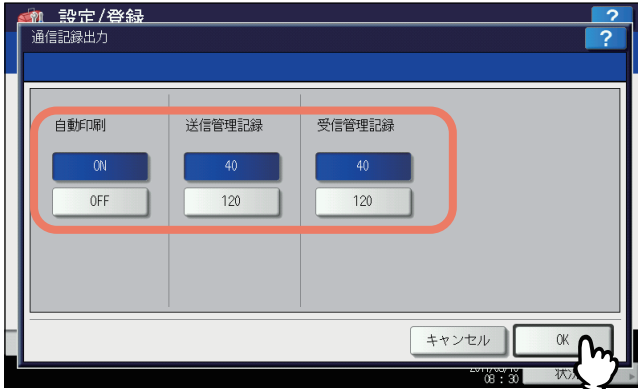 設定/登録
?
通信記録出力
?
自動印刷 送信管理記録 受信管理記録
ON 40 40
OFF 120 120
キャンセル OK
08:30